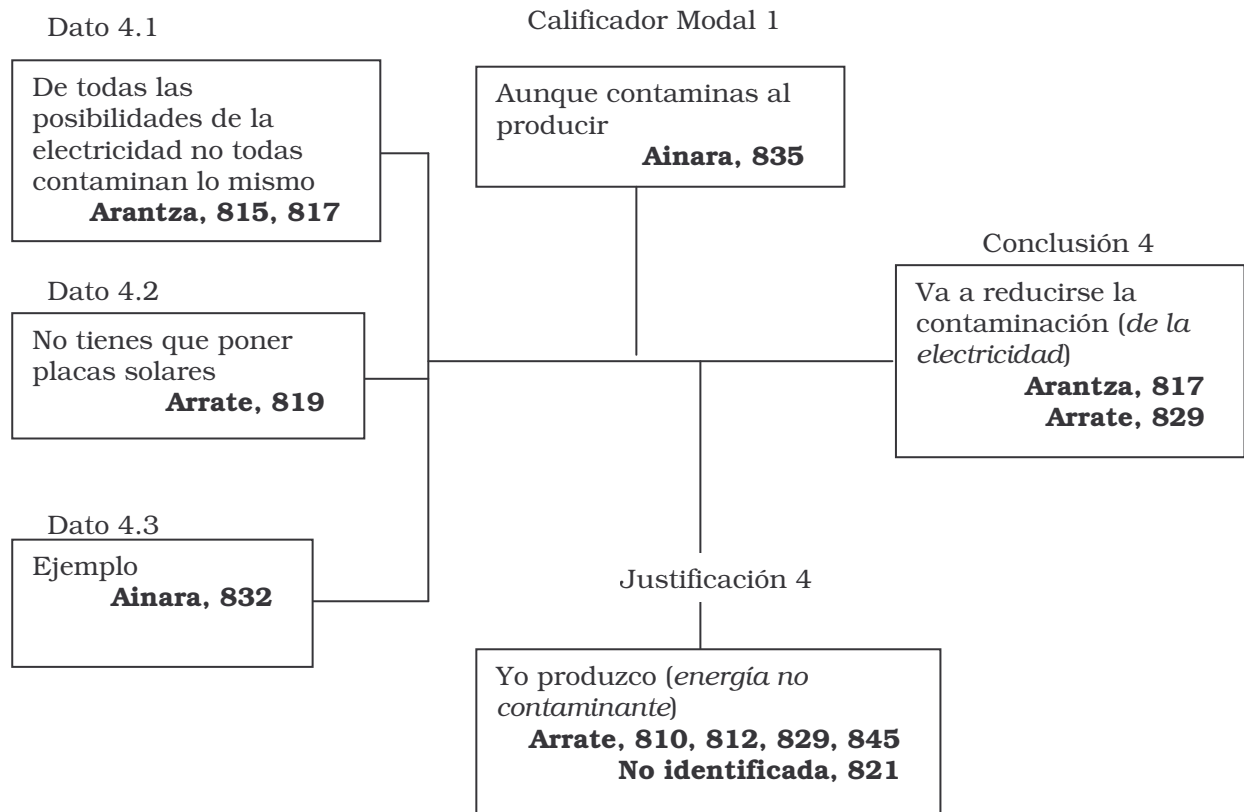 Dato 4.1
De todas las
posibilidades de la
electricidad no todas
contaminan lo mismo
Arantza, 815, 817
Calificador Modal 1
Aunque contaminas al
producir
Ainara, 835
Dato 4.2
No tienes que poner
placas solares
Arrate, 819
Conclusión 4
Va a reducirse la
contaminación (de la
electricidad)
Arantza, 817
Arrate, 829
Dato 4.3
Ejemplo
Ainara, 832
Justificación 4
Yo produzco (energía no
contaminante)
Arrate, 810, 812, 829, 845
No identificada, 821